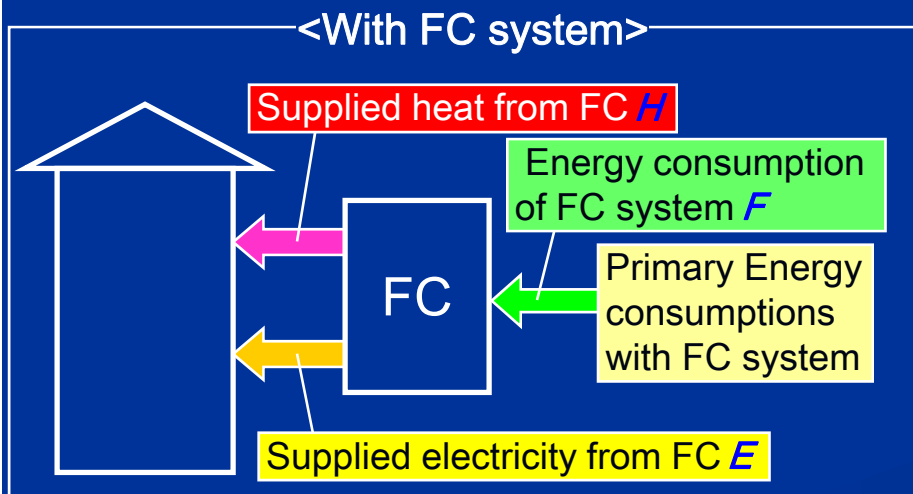 <With FC system>
Supplied heat from FC H
Energy consumption
of FC system F
FC
Primary Energy
consumptions
with FC system
Supplied electricity from FC E